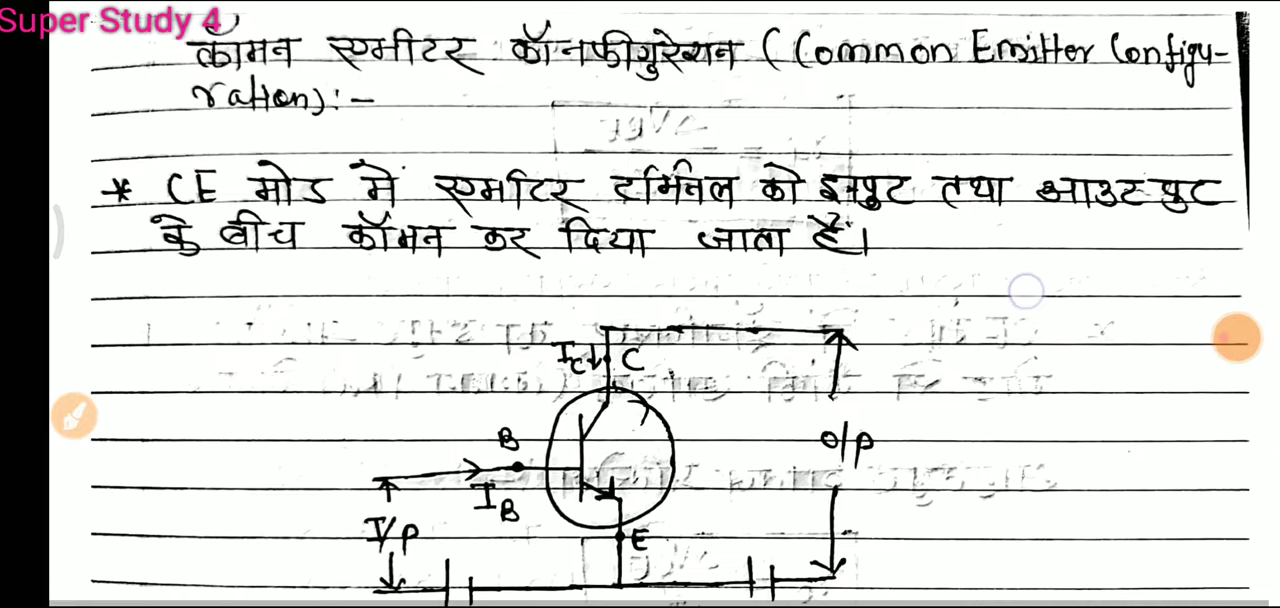 Super Study 4
कॉमन एमीटर कॉनफीगुरेशन (Common Emitter Configu-
ration):-
* CE मोड में एमीटर टर्मिनल को इनपुट तथा आउटपुट
के बीच कॉमन कर दिया जाता है।
Ic C
B
o/p
IB
I/p
E